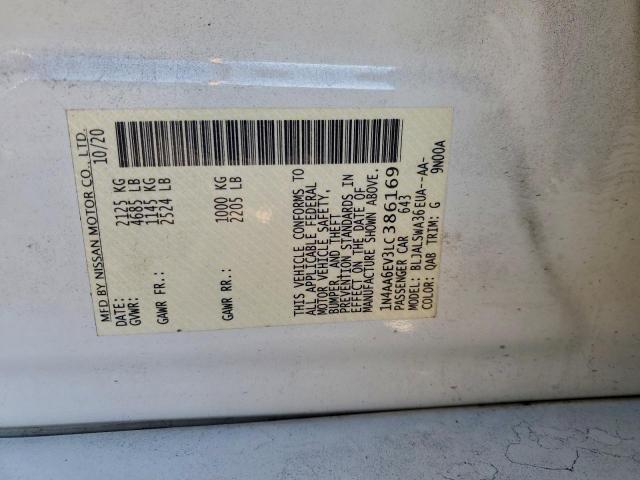 MFD BY NISSAN MOTOR CO., LTD.
DATE: 10/20
GVWR: 2125 KG
4685 LB
GAWR FR.: 1145 KG
2524 LB
GAWR RR.: 1000 KG
2205 LB
THIS VEHICLE CONFORMS TO
ALL APPLICABLE FEDERAL
MOTOR VEHICLE SAFETY,
BUMPER, AND THEFT
PREVENTION STANDARDS IN
EFFECT ON THE DATE OF
MANUFACTURE SHOWN ABOVE.
1N4AA6EV3LC386169
PASSENGER CAR 643
MODEL: BLJALSWA36EUA--AA-
9N00A
COLOR: QAB TRIM: G